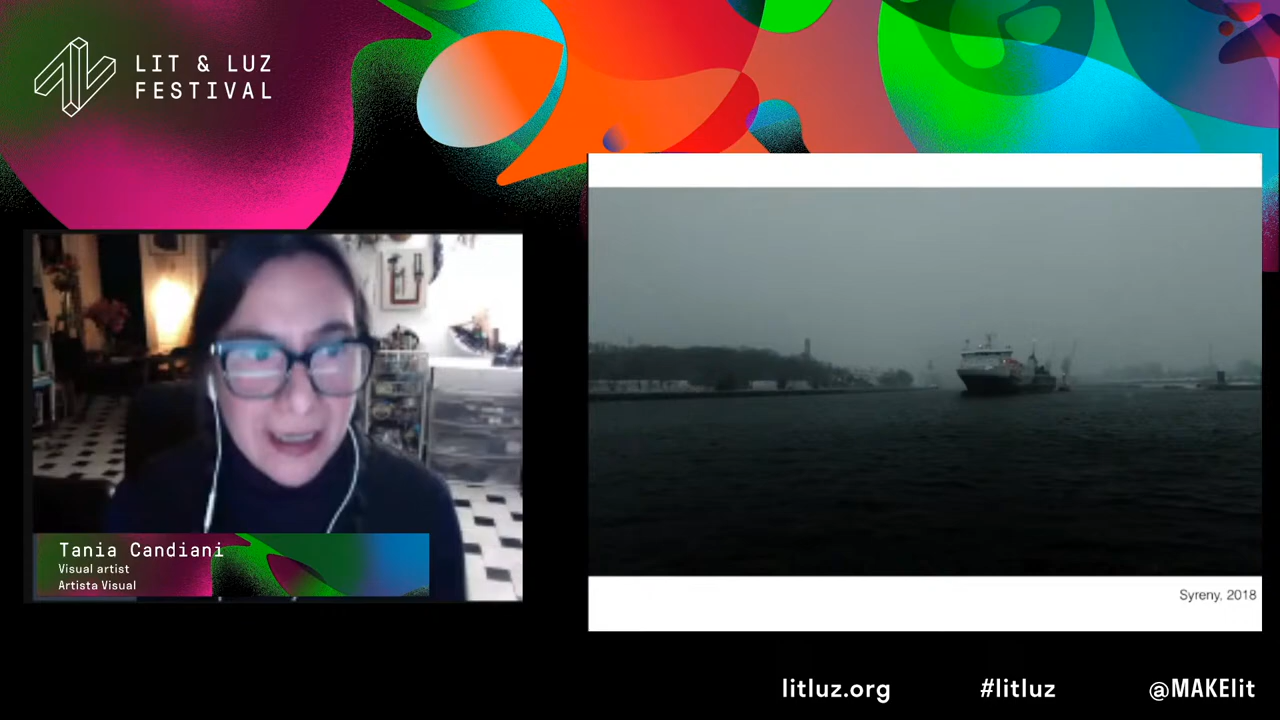 LIT & LUZ
FESTIVAL
Tania Candiani
Visual artist
Artista Visual
Syreny, 2018
litluz.org
#litluz
@MAKElit